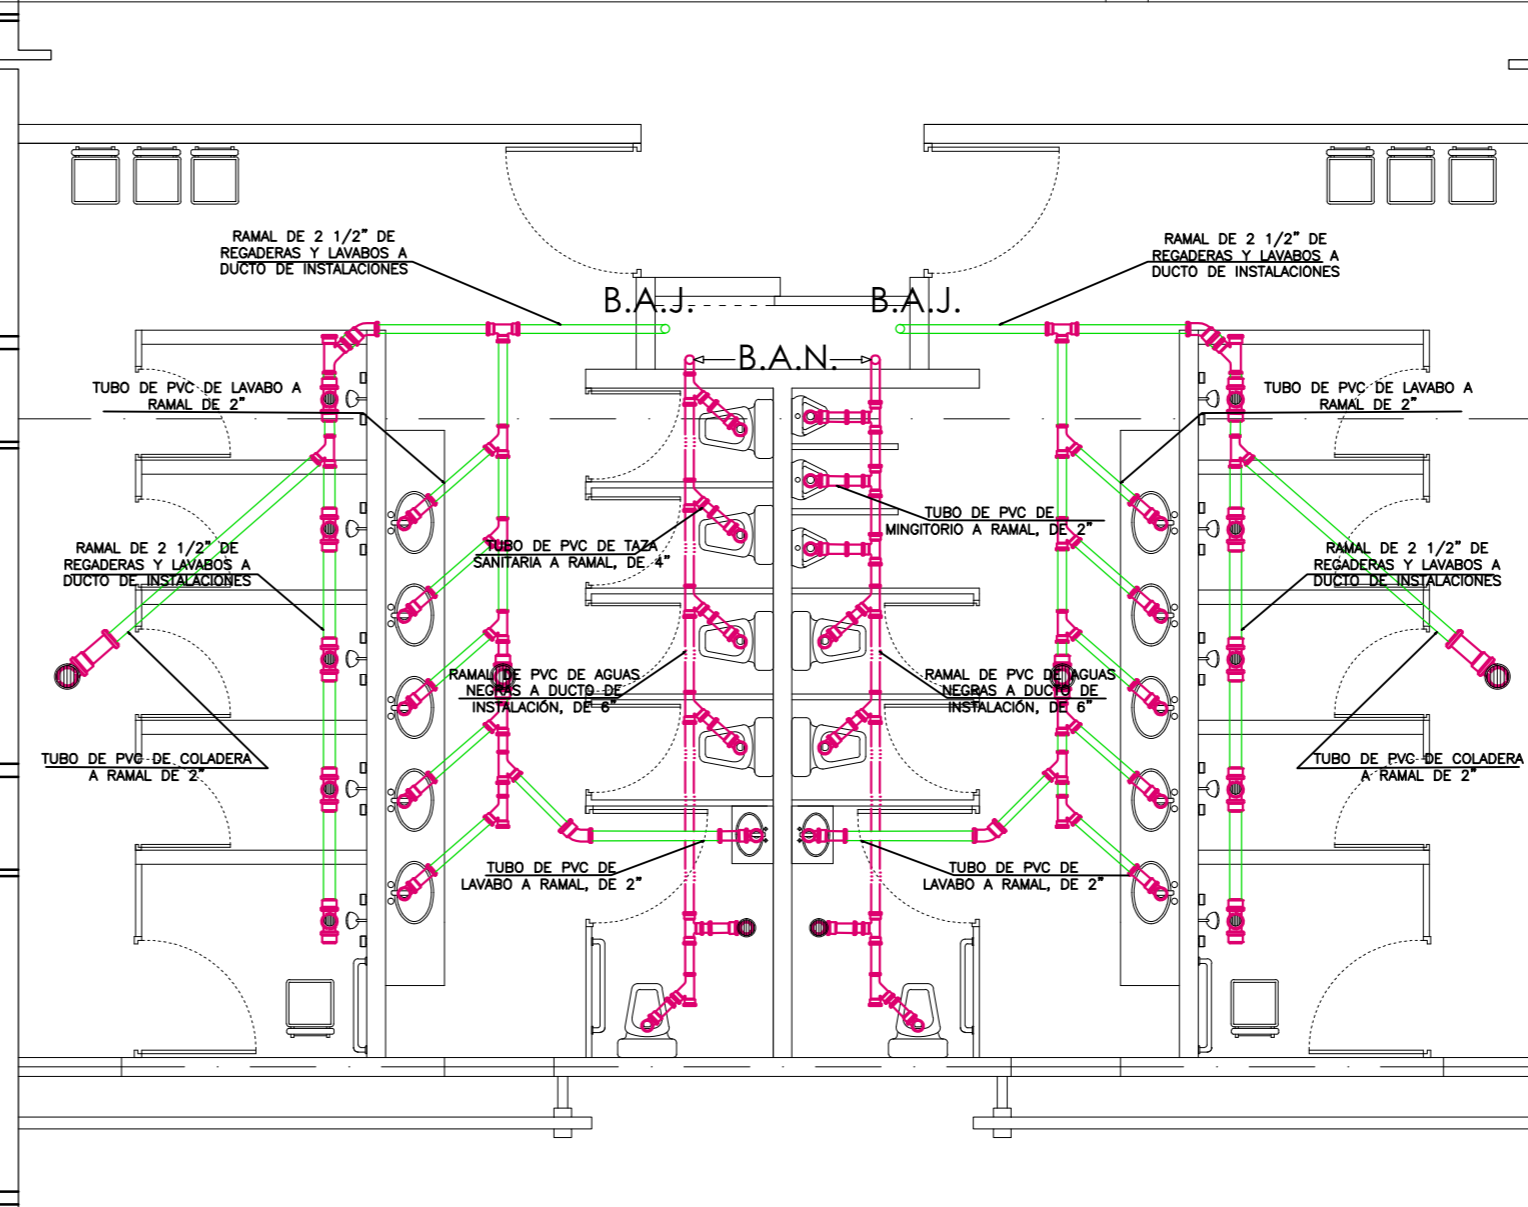 RAMAL DE 2 1/2" DE
REGADERAS Y LAVABOS A
DUCTO DE INSTALACIONES
RAMAL DE 2 1/2" DE
REGADERAS Y LAVABOS A
DUCTO DE INSTALACIONES
B.A.J.
B.A.J.
B.A.N.
TUBO DE PVC DE LAVABO A
RAMAL DE 2"
TUBO DE PVC DE LAVABO A
RAMAL DE 2"
TUBO DE PVC DE
MINGITORIO A RAMAL, DE 2"
TUBO DE PVC DE TAZA
SANITARIA A RAMAL, DE 4"
RAMAL DE 2 1/2" DE
REGADERAS Y LAVABOS A
DUCTO DE INSTALACIONES
RAMAL DE 2 1/2" DE
REGADERAS Y LAVABOS A
DUCTO DE INSTALACIONES
RAMAL DE PVC DE AGUAS
NEGRAS A DUCTO DE
INSTALACIÓN, DE 6"
RAMAL DE PVC DE AGUAS
NEGRAS A DUCTO DE
INSTALACIÓN, DE 6"
TUBO DE PVC DE COLADERA
A RAMAL DE 2"
TUBO DE PVC DE COLADERA
A RAMAL DE 2"
TUBO DE PVC DE
LAVABO A RAMAL, DE 2"
TUBO DE PVC DE
LAVABO A RAMAL, DE 2"